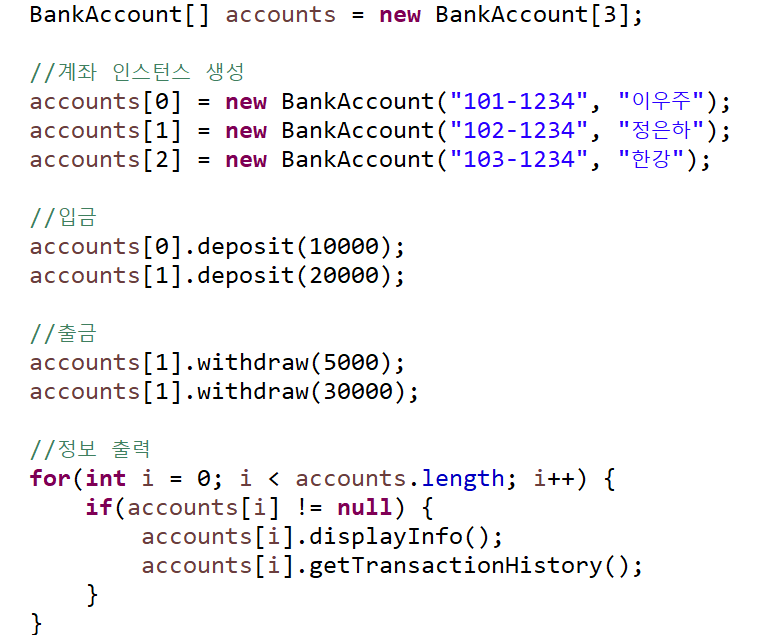 BankAccount[] accounts = new BankAccount[3];
//계좌 인스턴스 생성
accounts[0] = new BankAccount("101-1234", "이우주");
accounts[1] = new BankAccount("102-1234", "정은하");
accounts[2] = new BankAccount("103-1234", "한강");
//입금
accounts[0].deposit(10000);
accounts[1].deposit(20000);
//출금
accounts[1].withdraw(5000);
accounts[1].withdraw(30000);
//정보 출력
for(int i = 0; i < accounts.length; i++) {
    if(accounts[i] != null) {
        accounts[i].displayInfo();
        accounts[i].getTransactionHistory();
    }
}